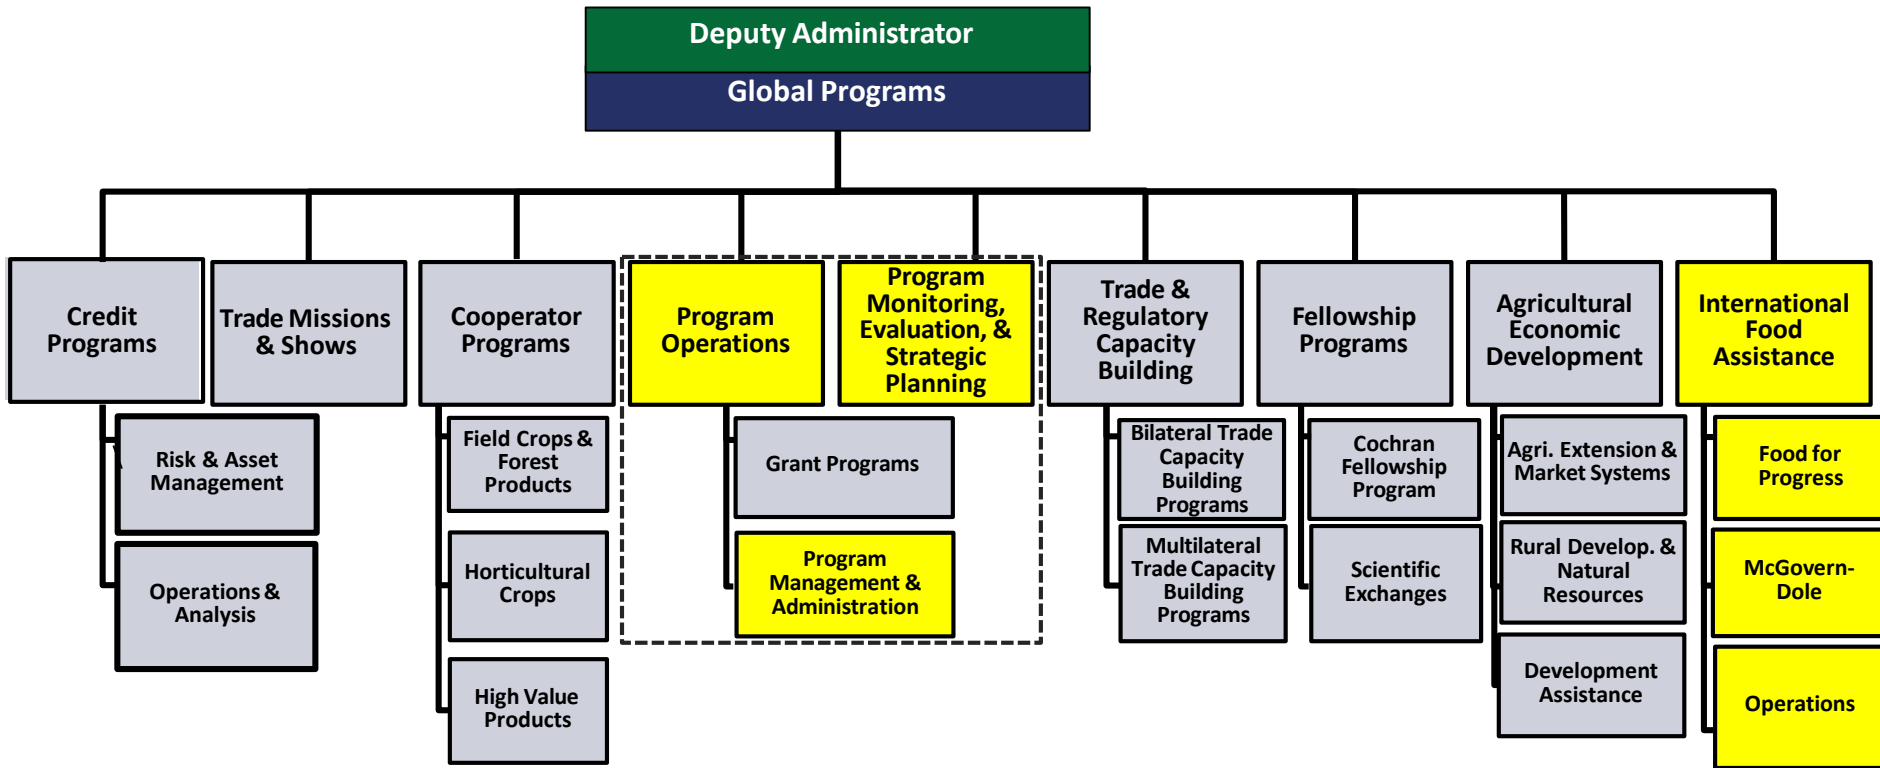 Deputy Administrator
Global Programs
Credit
Programs
Trade Missions
& Shows
Cooperator
Programs
Program
Operations
Program
Monitoring,
Evaluation, &
Strategic
Planning
Trade &
Regulatory
Capacity
Building
Fellowship
Programs
Agricultural
Economic
Development
International
Food
Assistance
Risk & Asset
Management
Operations &
Analysis
Field Crops &
Forest
Products
Horticultural
Crops
High Value
Products
Grant Programs
Program
Management &
Administration
Bilateral Trade
Capacity
Building
Programs
Multilateral
Trade Capacity
Building
Programs
Cochran
Fellowship
Program
Scientific
Exchanges
Agri. Extension &
Market Systems
Rural Develop. &
Natural
Resources
Development
Assistance
Food for
Progress
McGovern-
Dole
Operations